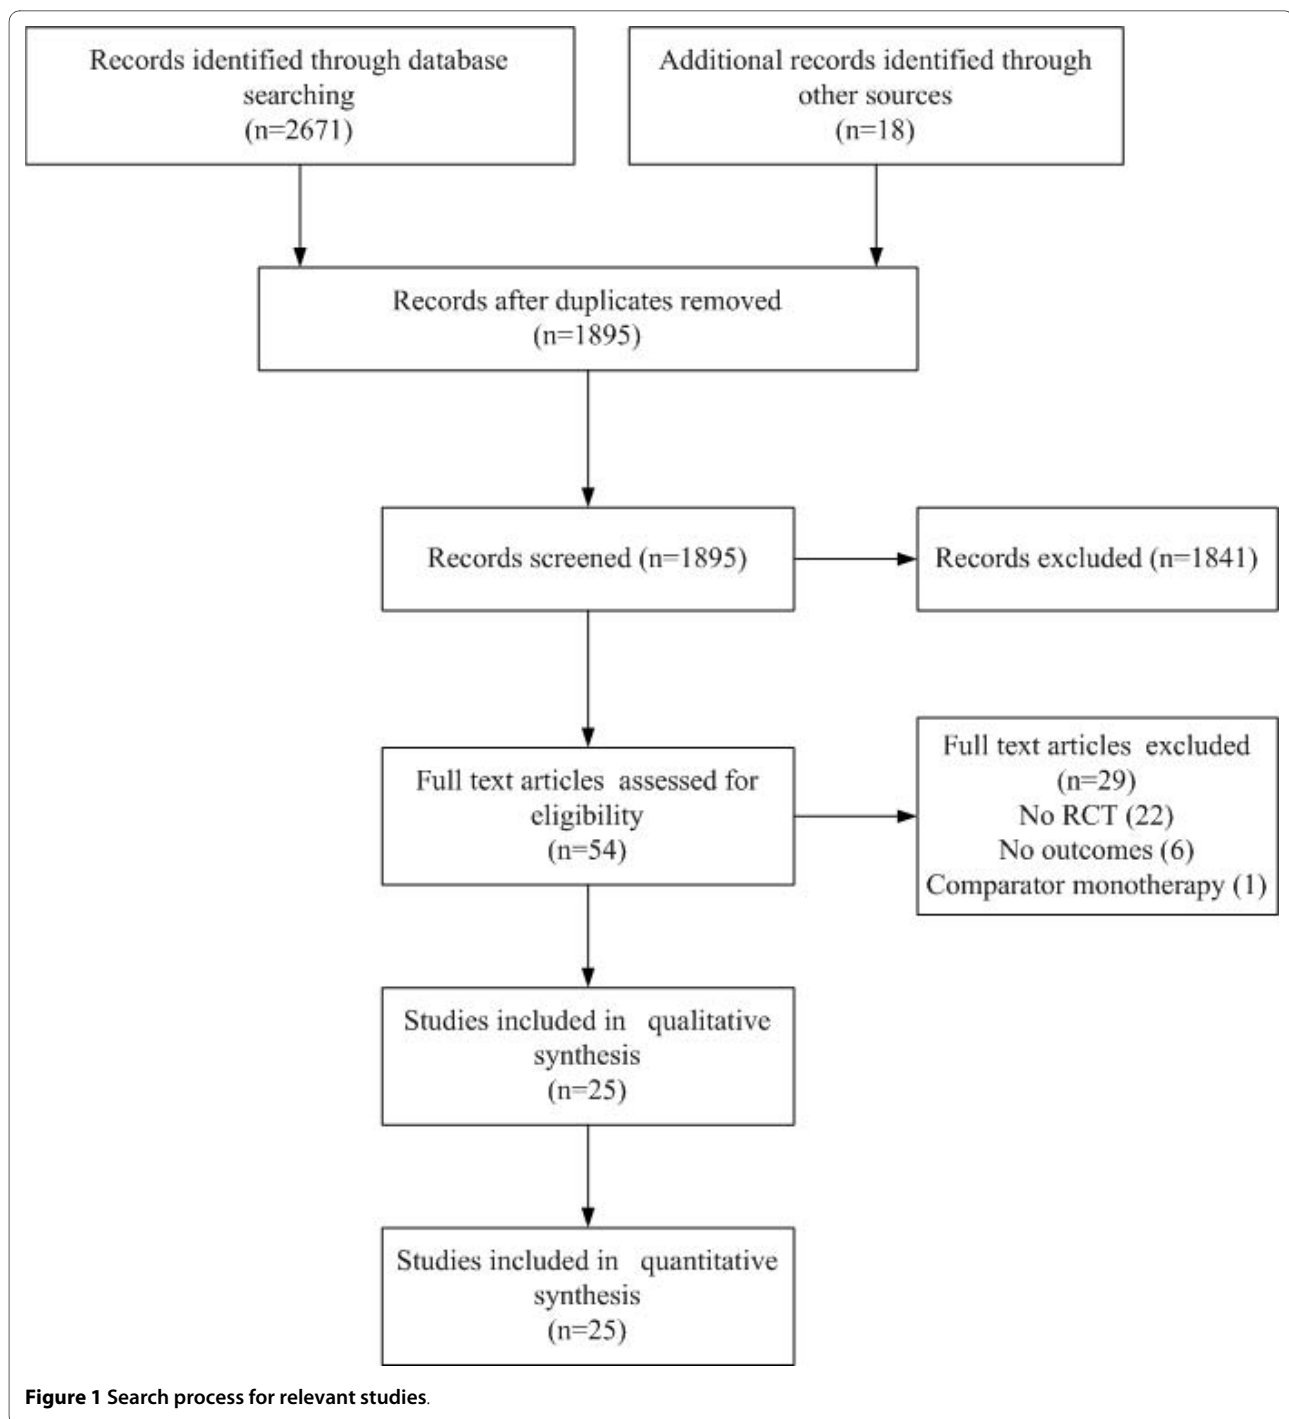 Records identified through database
searching
(n=2671)
Additional records identified through
other sources
(n=18)
Records after duplicates removed
(n=1895)
Records screened (n=1895)
Records excluded (n=1841)
Full text articles assessed for
eligibility
(n=54)
Full text articles excluded
(n=29)
No RCT (22)
No outcomes (6)
Comparator monotherapy (1)
Studies included in qualitative
synthesis
(n=25)
Studies included in quantitative
synthesis
(n=25)
Figure 1 Search process for relevant studies.